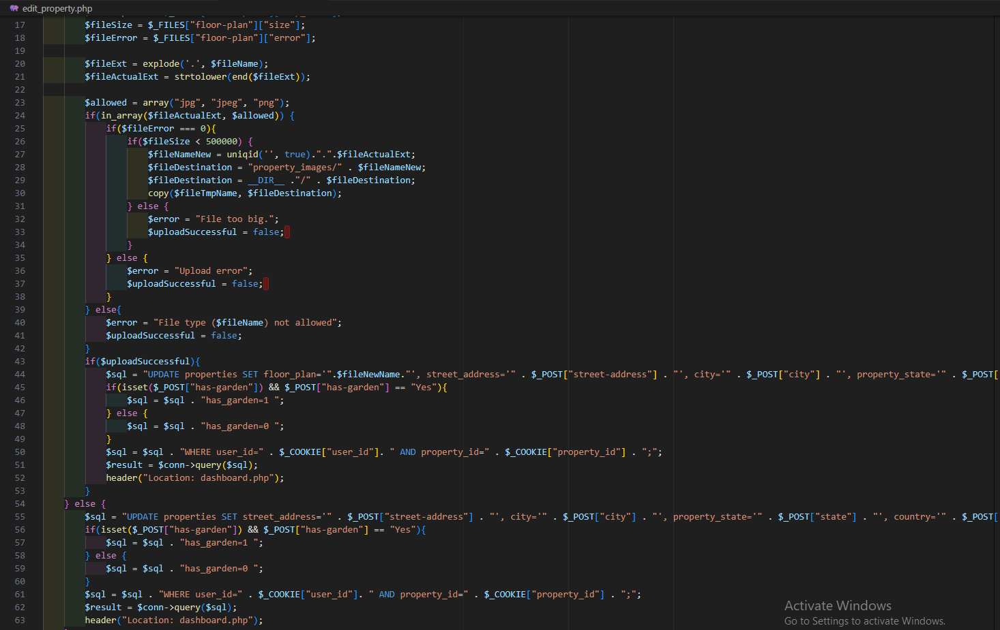 edit_property.php
17 $fileSize = $_FILES["floor-plan"]["size"];
18 $fileError = $_FILES["floor-plan"]["error"];
19
20 $fileExt = explode('.', $fileName);
21 $fileActualExt = strtolower(end($fileExt));
22
23 $allowed = array("jpg", "jpeg", "png");
24 if(in_array($fileActualExt, $allowed)) {
25 if($fileError === 0){
26 if($fileSize < 500000) {
27 $fileNameNew = uniqid('', true).".".$fileActualExt;
28 $fileDestination = "property_images/" . $fileNameNew;
29 $fileDestination = __DIR__ ."/" . $fileDestination;
30 copy($fileTmpName, $fileDestination);
31 } else {
32 $error = "File too big.";
33 $uploadSuccessful = false;
34 }
35 } else {
36 $error = "Upload error";
37 $uploadSuccessful = false;
38 }
39 } else{
40 $error = "File type ($fileName) not allowed";
41 $uploadSuccessful = false;
42 }
43 if($uploadSuccessful){
44 $sql = "UPDATE properties SET floor_plan='".$fileNewName."', street_address='" . $_POST["street-address"] . "', city='" . $_POST["city"] . "', property_state='" . $_POST[
45 if(isset($_POST["has-garden"]) && $_POST["has-garden"] == "Yes"){
46 $sql = $sql . "has_garden=1 ";
47 } else {
48 $sql = $sql . "has_garden=0 ";
49 }
50 $sql = $sql . "WHERE user_id=" . $_COOKIE["user_id"]. " AND property_id=" . $_COOKIE["property_id"] . ";";
51 $result = $conn->query($sql);
52 header("Location: dashboard.php");
53 }
54 } else {
55 $sql = "UPDATE properties SET street_address='" . $_POST["street-address"] . "', city='" . $_POST["city"] . "', property_state='" . $_POST["state"] . "', country='" . $_POST[
56 if(isset($_POST["has-garden"]) && $_POST["has-garden"] == "Yes"){
57 $sql = $sql . "has_garden=1 ";
58 } else {
59 $sql = $sql . "has_garden=0 ";
60 }
61 $sql = $sql . "WHERE user_id=" . $_COOKIE["user_id"]. " AND property_id=" . $_COOKIE["property_id"] . ";";
62 $result = $conn->query($sql);
63 header("Location: dashboard.php");
Activate Windows
Go to Settings to activate Windows.